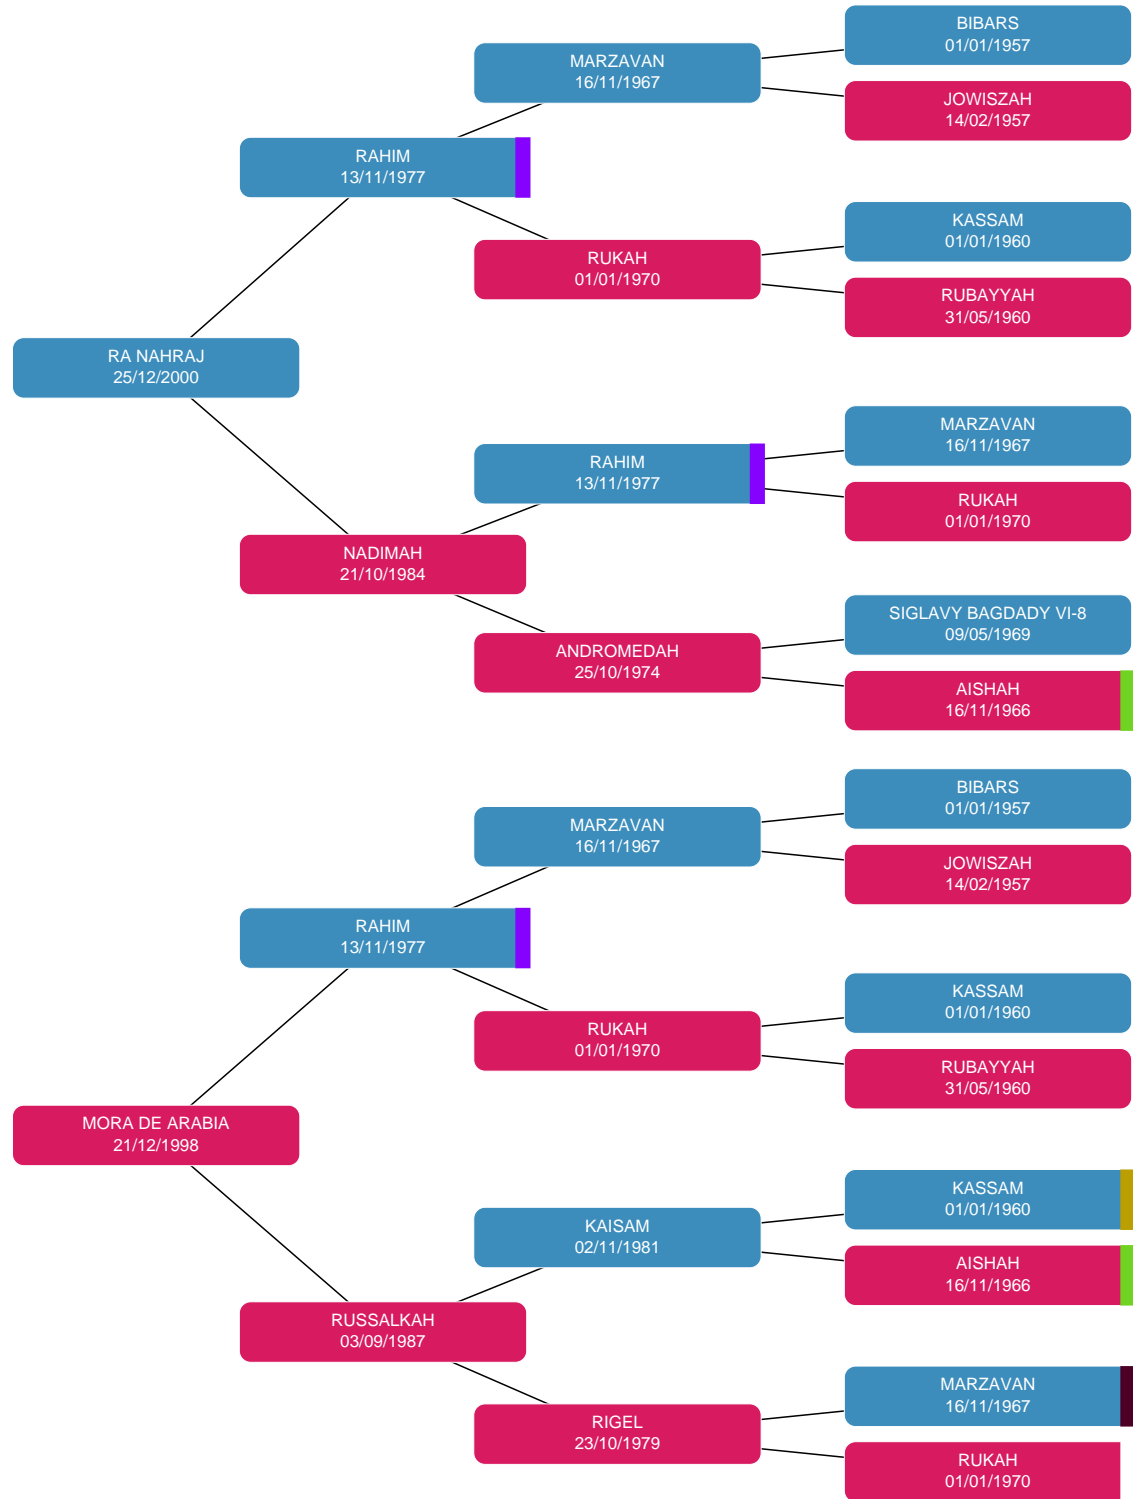 BIBARS
01/01/1957
MARZAVAN
16/11/1967
JOWISZAH
14/02/1957
RAHIM
13/11/1977
KASSAM
01/01/1960
RUKAH
01/01/1970
RUBAYYAH
31/05/1960
RA NAHRAJ
25/12/2000
MARZAVAN
16/11/1967
RAHIM
13/11/1977
RUKAH
01/01/1970
NADIMAH
21/10/1984
SIGLAVY BAGDADY VI-8
09/05/1969
ANDROMEDAH
25/10/1974
AISHAH
16/11/1966
BIBARS
01/01/1957
MARZAVAN
16/11/1967
JOWISZAH
14/02/1957
RAHIM
13/11/1977
KASSAM
01/01/1960
RUKAH
01/01/1970
RUBAYYAH
31/05/1960
MORA DE ARABIA
21/12/1998
KASSAM
01/01/1960
KAISAM
02/11/1981
AISHAH
16/11/1966
RUSSALKAH
03/09/1987
MARZAVAN
16/11/1967
RIGEL
23/10/1979
RUKAH
01/01/1970